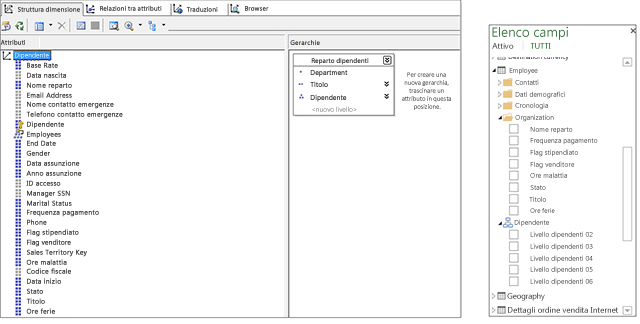 Struttura dimensione
Relazioni tra attributi
Traduzioni
Browser
Attributi
Dipendente
Base Rate
Data nascita
Nome reparto
Email Address
Nome contatto emergenze
Telefono contatto emergenze
Dipendente
Employees
End Date
Gender
Data assunzione
Anno assunzione
ID accesso
Manager SSN
Marital Status
Frequenza pagamento
Phone
Flag stipendiato
Flag venditore
Sales Territory Key
Ore malattia
Codice fiscale
Data inizio
Stato
Titolo
Ore ferie
Gerarchie
Reparto dipendenti
Department
Titolo
Dipendente
<nuovo livello>
Per creare una
nuova gerarchia,
trascinare un
attributo in questa
posizione.
Elenco campi
Attivo TUTTI
Destination currency
Employee
Contatti
Dati demografici
Cronologia
Organization
Nome reparto
Frequenza pagamento
Flag stipendiato
Flag venditore
Ore malattia
Stato
Titolo
Ore ferie
Dipendente
Livello dipendenti 02
Livello dipendenti 03
Livello dipendenti 04
Livello dipendenti 05
Livello dipendenti 06
Geography
Dettagli ordine vendita Internet